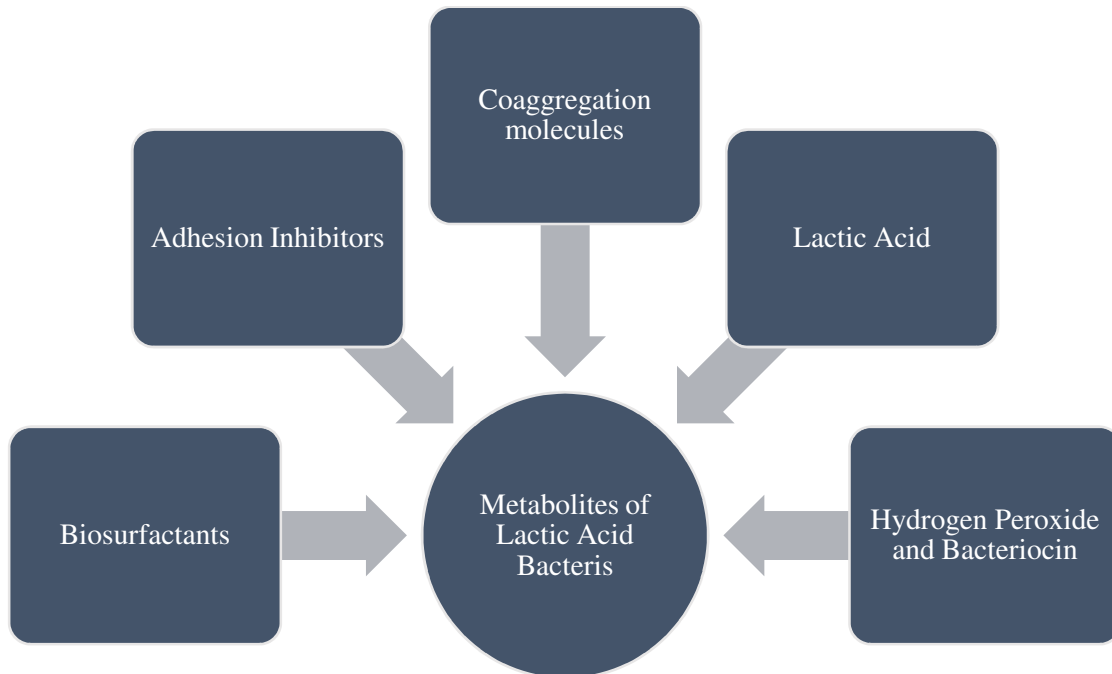 Coaggregation
molecules
Adhesion Inhibitors
Lactic Acid
Biosurfactants
Metabolites of
Lactic Acid
Bacteris
Hydrogen Peroxide
and Bacteriocin